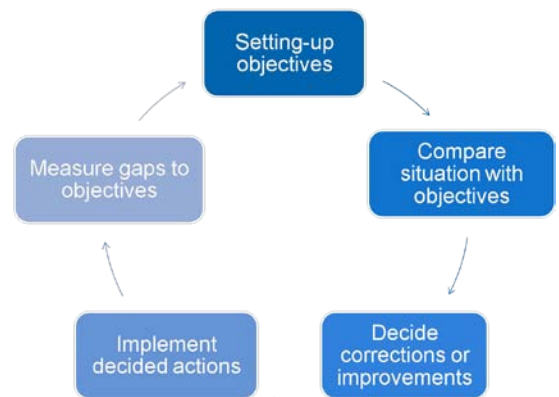 Setting-up
objectives
Compare
situation with
objectives
Decide
corrections or
improvements
Implement
decided actions
Measure gaps to
objectives